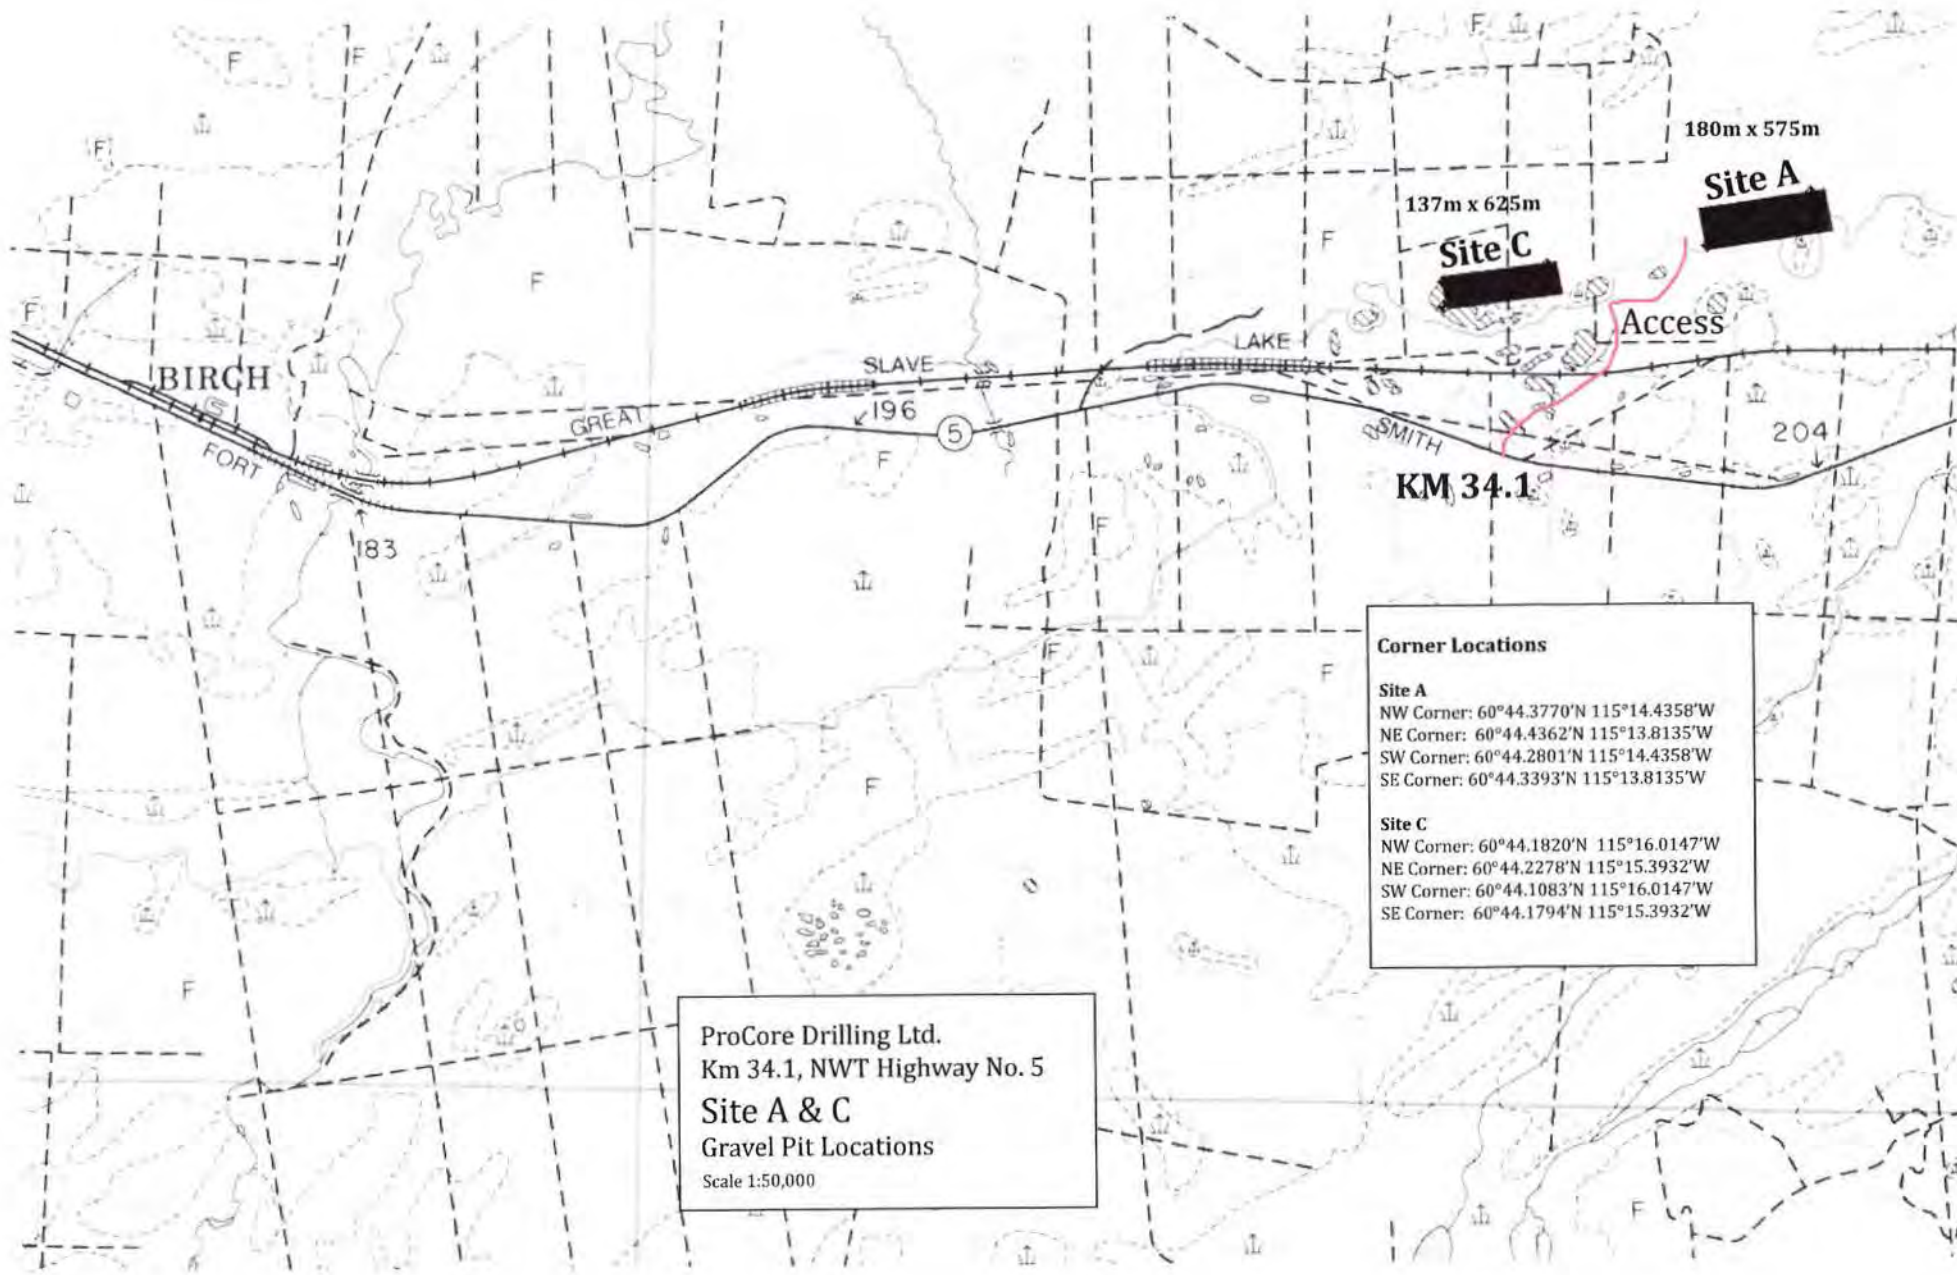 F
F
F
180m x 575m
Site A
137m x 625m
F
Site C
F
F
Access
LAKE
SLAVE
BIRCH
GREAT
196
5
SMITH
204
FORT
F
KM 34.1
183
F
F
F
F
F
F
F
Corner Locations
Site A
NW Corner: 60°44.3770'N 115°14.4358'W
NE Corner: 60°44.4362'N 115°13.8135'W
SW Corner: 60°44.2801'N 115°14.4358'W
SE Corner: 60°44.3393'N 115°13.8135'W
Site C
NW Corner: 60°44.1820'N 115°16.0147'W
NE Corner: 60°44.2278'N 115°15.3932'W
SW Corner: 60°44.1083'N 115°16.0147'W
SE Corner: 60°44.1794'N 115°15.3932'W
ProCore Drilling Ltd.
Km 34.1, NWT Highway No. 5
Site A & C
Gravel Pit Locations
Scale 1:50,000